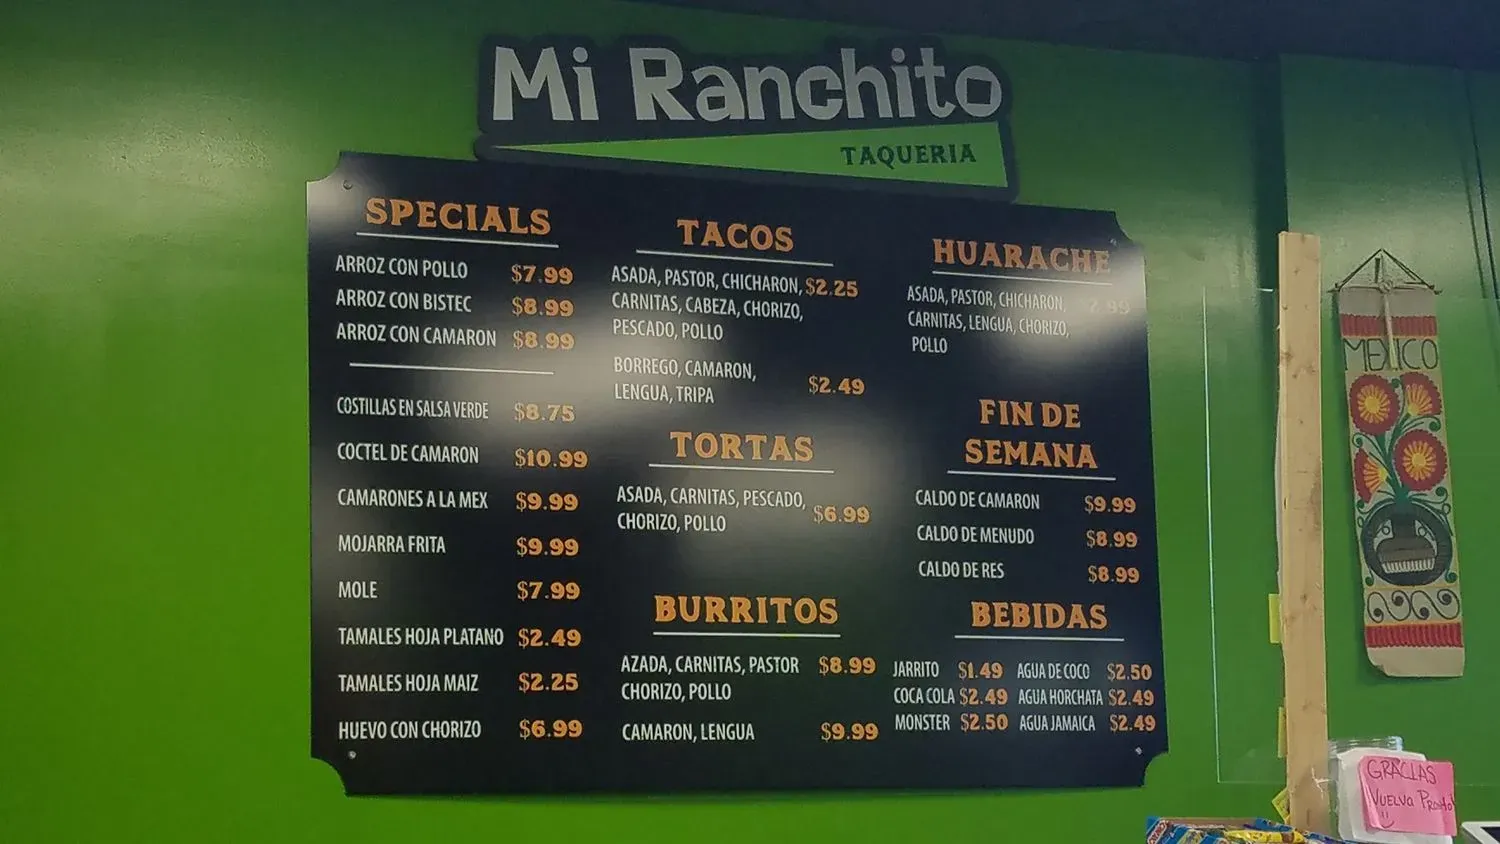 Mi Ranchito
TAQUERIA
SPECIALS
ARROZ CON POLLO $7.99
ARROZ CON BISTEC $8.99
ARROZ CON CAMARON $8.99
COSTILLAS EN SALSA VERDE $8.75
COCTEL DE CAMARON $10.99
CAMARONES A LA MEX $9.99
MOJARRA FRITA $9.99
MOLE $7.99
TAMALES HOJA PLATANO $2.49
TAMALES HOJA MAIZ $2.25
HUEVO CON CHORIZO $6.99
TACOS
ASADA, PASTOR, CHICHARON, $2.25
CARNITAS, CABEZA, CHORIZO,
PESCADO, POLLO
BORREGO, CAMARON,
LENGUA, TRIPA $2.49
TORTAS
ASADA, CARNITAS, PESCADO,
CHORIZO, POLLO $6.99
BURRITOS
AZADA, CARNITAS, PASTOR $8.99
CHORIZO, POLLO
CAMARON, LENGUA $9.99
HUARACHE
ASADA, PASTOR, CHICHARON, 2.99
CARNITAS, LENGUA, CHORIZO,
POLLO
FIN DE
SEMANA
CALDO DE CAMARON $9.99
CALDO DE MENUDO $8.99
CALDO DE RES $8.99
BEBIDAS
JARRITO $1.49 AGUA DE COCO $2.50
COCA COLA $2.49 AGUA HORCHATA $2.49
MONSTER $2.50 AGUA JAMAICA $2.49
MEXICO
GRACIAS
VUELVA PRONTO!